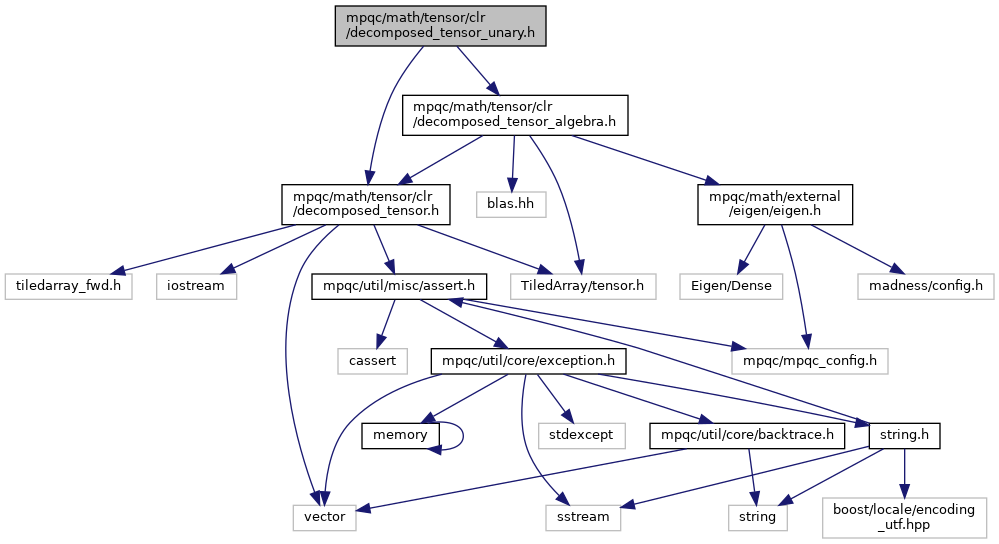 mpqc/math/tensor/clr
/decomposed_tensor_unary.h
mpqc/math/tensor/clr
/decomposed_tensor_algebra.h
mpqc/math/tensor/clr
/decomposed_tensor.h
blas.hh
mpqc/math/external
/eigen/eigen.h
tiledarray_fwd.h
iostream
mpqc/util/misc/assert.h
TiledArray/tensor.h
Eigen/Dense
madness/config.h
cassert
mpqc/util/core/exception.h
mpqc/mpqc_config.h
memory
stdexcept
mpqc/util/core/backtrace.h
string.h
vector
sstream
string
boost/locale/encoding
_utf.hpp